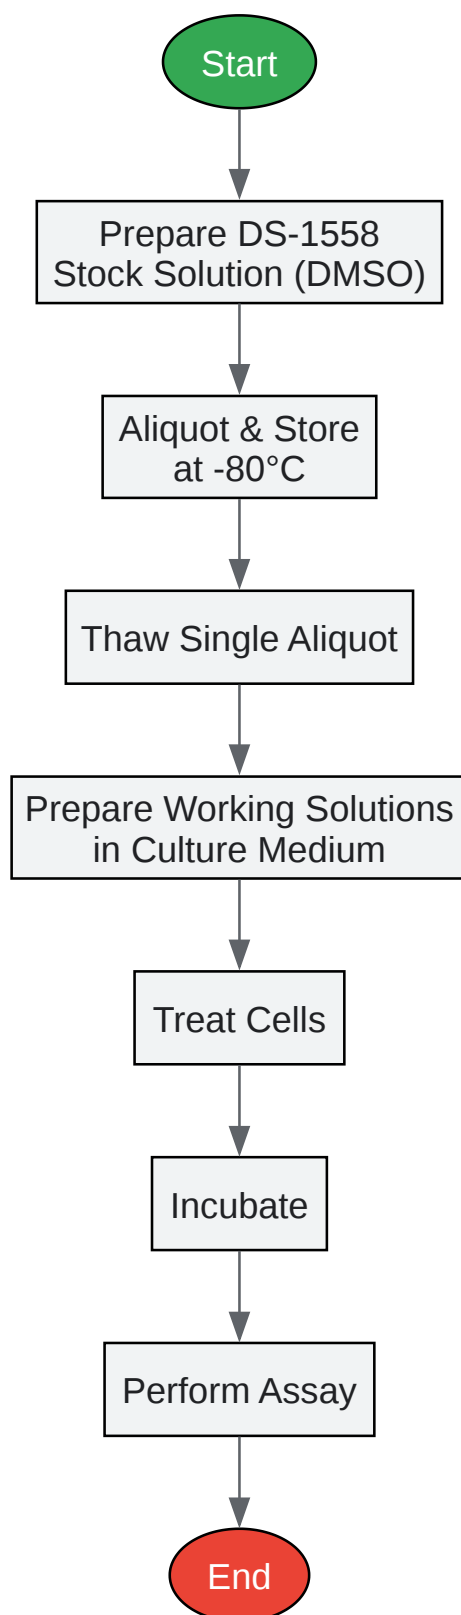 Start
Prepare DS-1558
Stock Solution (DMSO)
Aliquot & Store
at -80°C
Thaw Single Aliquot
Prepare Working Solutions
in Culture Medium
Treat Cells
Incubate
Perform Assay
End